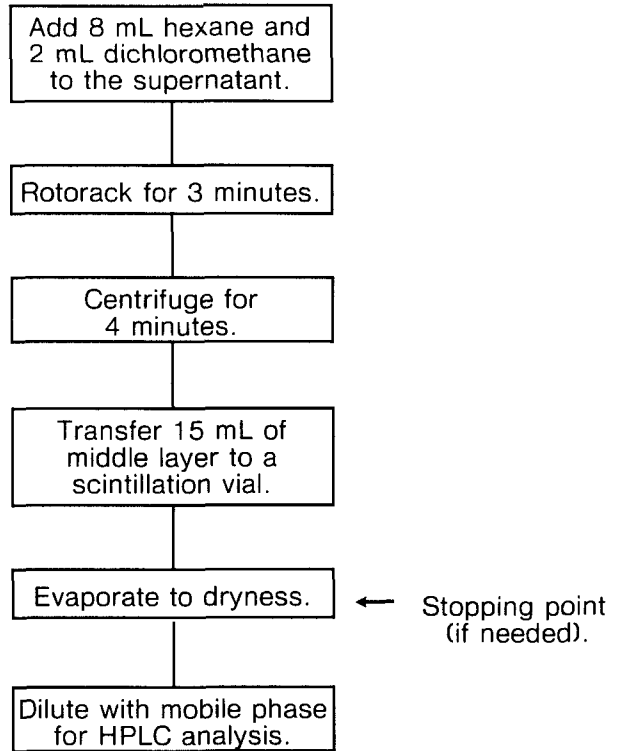 Add 8 mL hexane and
2 mL dichloromethane
to the supernatant.
Rotorack for 3 minutes.
Centrifuge for
4 minutes.
Transfer 15 mL of
middle layer to a
scintillation vial.
Evaporate to dryness.
Stopping point
(if needed).
Dilute with mobile phase
for HPLC analysis.